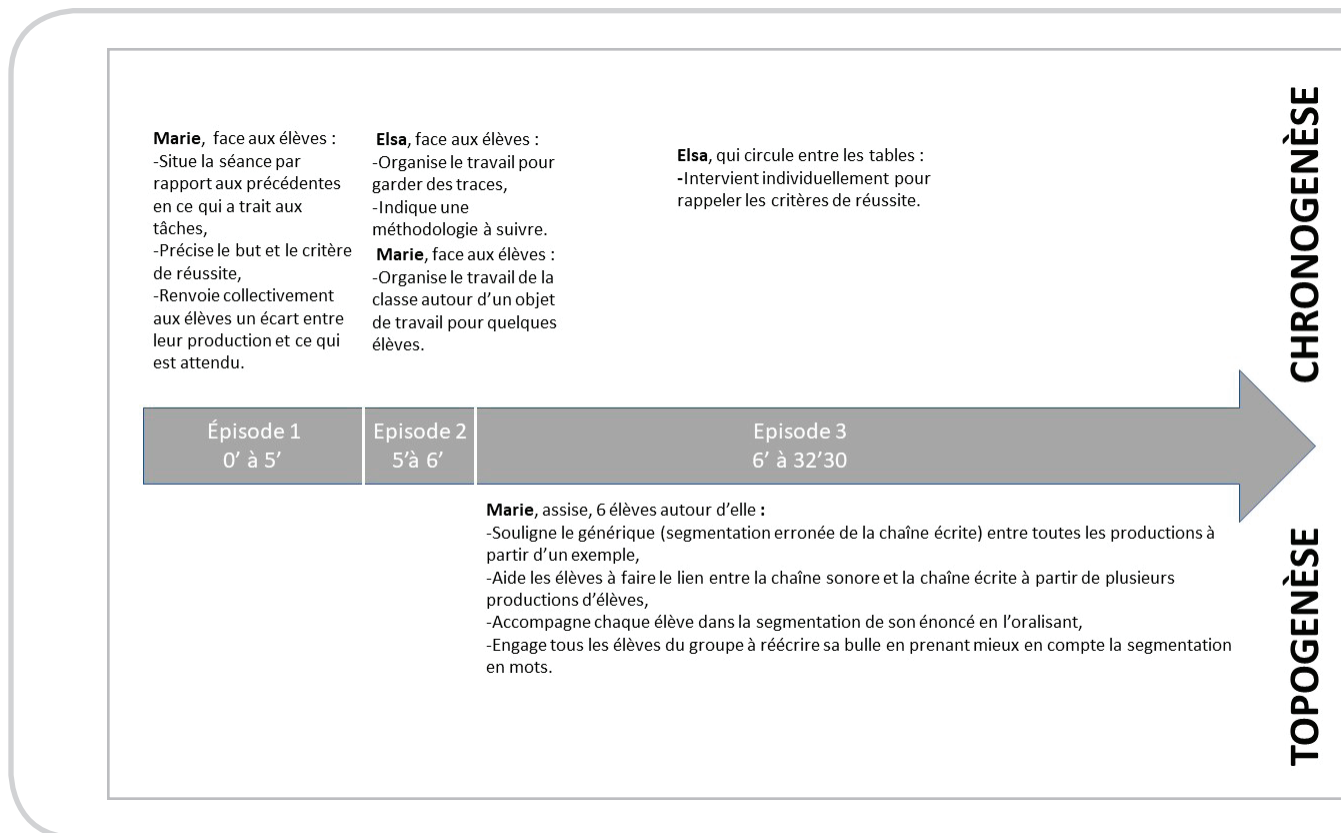 Marie, face aux élèves :
-Situe la séance par
rapport aux précédentes
en ce qui a trait aux
tâches,
-Précise le but et le critère
de réussite,
-Renvoie collectivement
aux élèves un écart entre
leur production et ce qui
est attendu.
Elsa, face aux élèves :
-Organise le travail pour
garder des traces,
-Indique une
méthodologie à suivre.
Marie, face aux élèves :
-Organise le travail de la
classe autour d’un objet
de travail pour quelques
élèves.
Elsa, qui circule entre les tables :
-Intervient individuellement pour
rappeler les critères de réussite.
CHRONOGENÈSE
Épisode 1
0’ à 5’
Episode 2
5’à 6’
Episode 3
6’ à 32’30
Marie, assise, 6 élèves autour d’elle :
-Souligne le générique (segmentation erronée de la chaîne écrite) entre toutes les productions à
partir d’un exemple,
-Aide les élèves à faire le lien entre la chaîne sonore et la chaîne écrite à partir de plusieurs
productions d’élèves,
-Accompagne chaque élève dans la segmentation de son énoncé en l’oralisant,
-Engage tous les élèves du groupe à réécrire sa bulle en prenant mieux en compte la segmentation
en mots.
TOPOGENÈSE